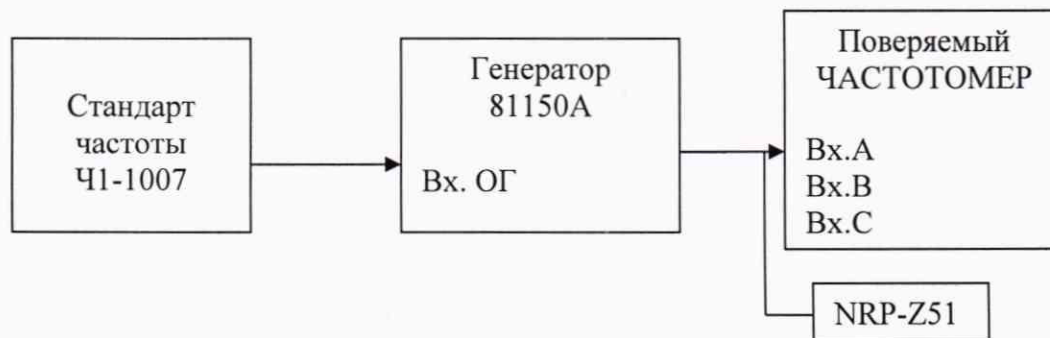 Стандарт
частоты
Ч1-1007
Генератор
81150А
Вх. ОГ
Поверяемый
ЧАСТОТОМЕР
Вх.А
Вх.В
Вх.С
NRP-Z51